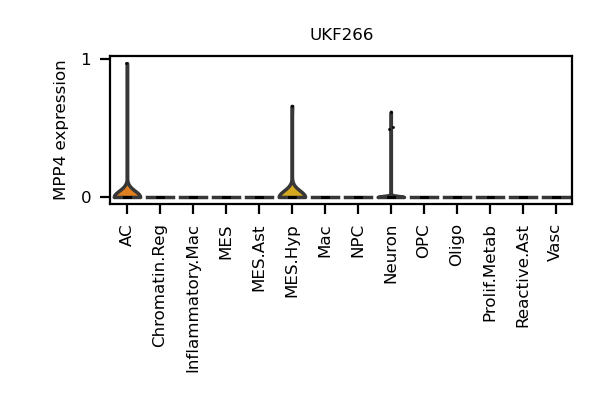 UKF266
MPP4 expression
1
0
AC
Chromatin.Reg
Inflammatory.Mac
MES
MES.Ast
MES.Hyp
Mac
NPC
Neuron
OPC
Oligo
Prolif.Metab
Reactive.Ast
Vasc